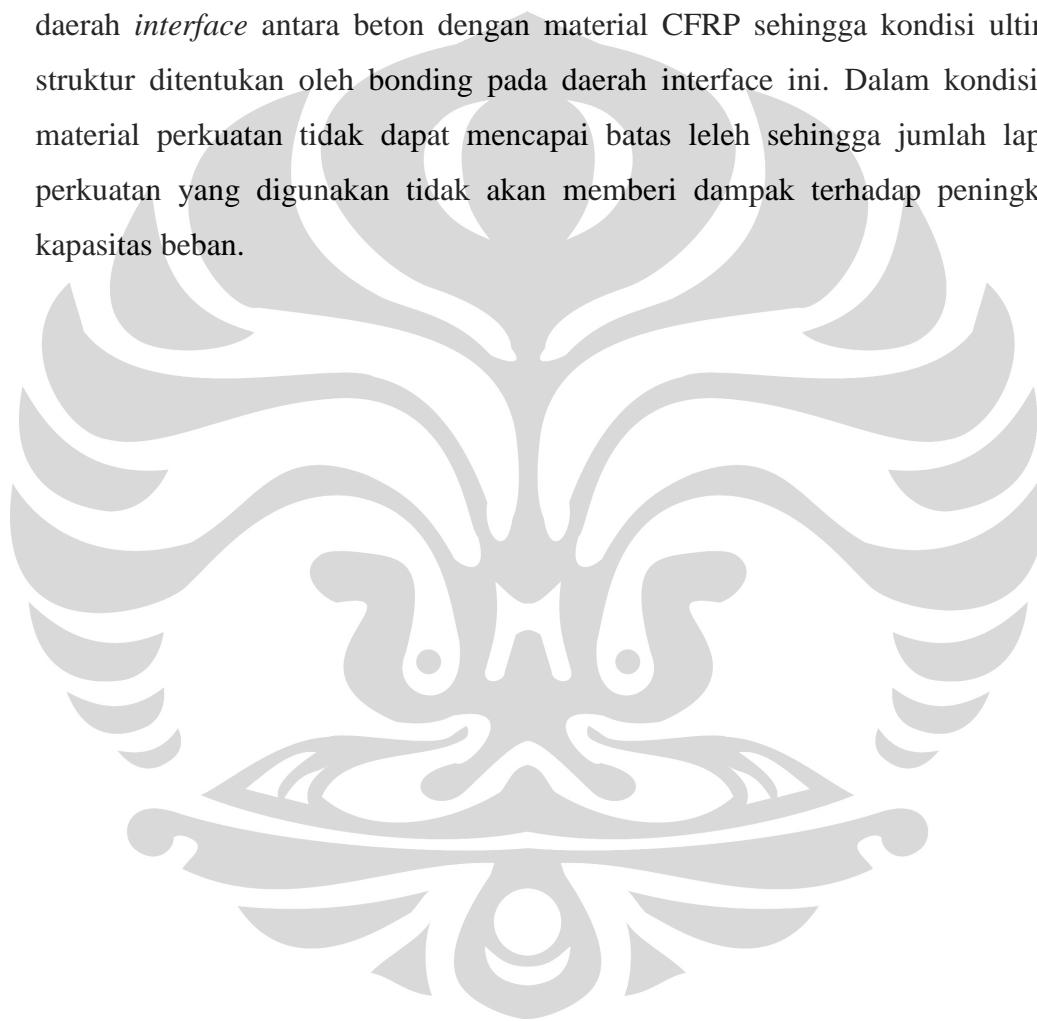 daerah interface antara beton dengan material CFRP sehingga kondisi ultim
struktur ditentukan oleh bonding pada daerah interface ini. Dalam kondisi
material perkuatan tidak dapat mencapai batas leleh sehingga jumlah lap
perkuatan yang digunakan tidak akan memberi dampak terhadap peningk
kapasitas beban.